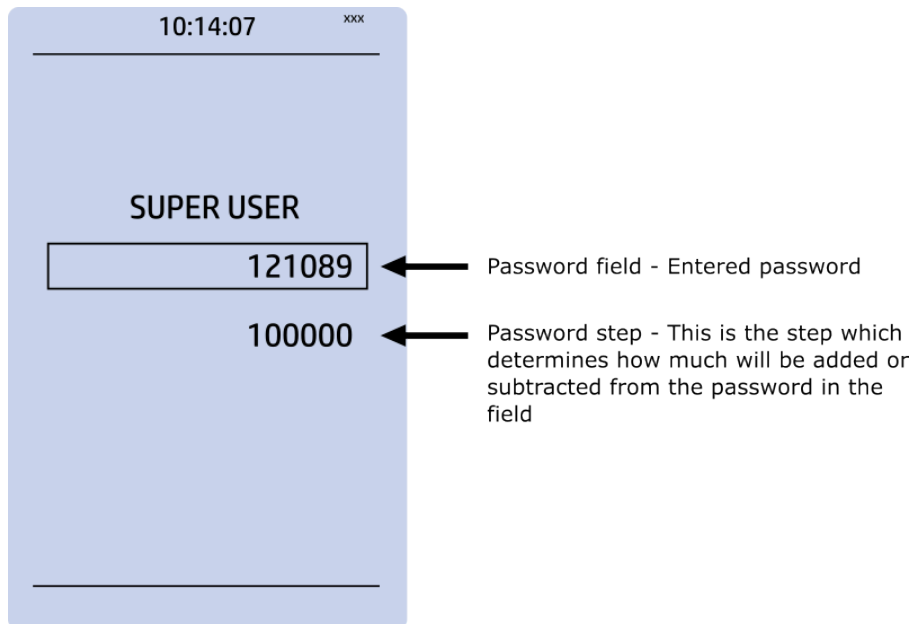 10:14:07 xxx
SUPER USER
121089
Password field - Entered password
100000
Password step - This is the step which
determines how much will be added or
subtracted from the password in the
field